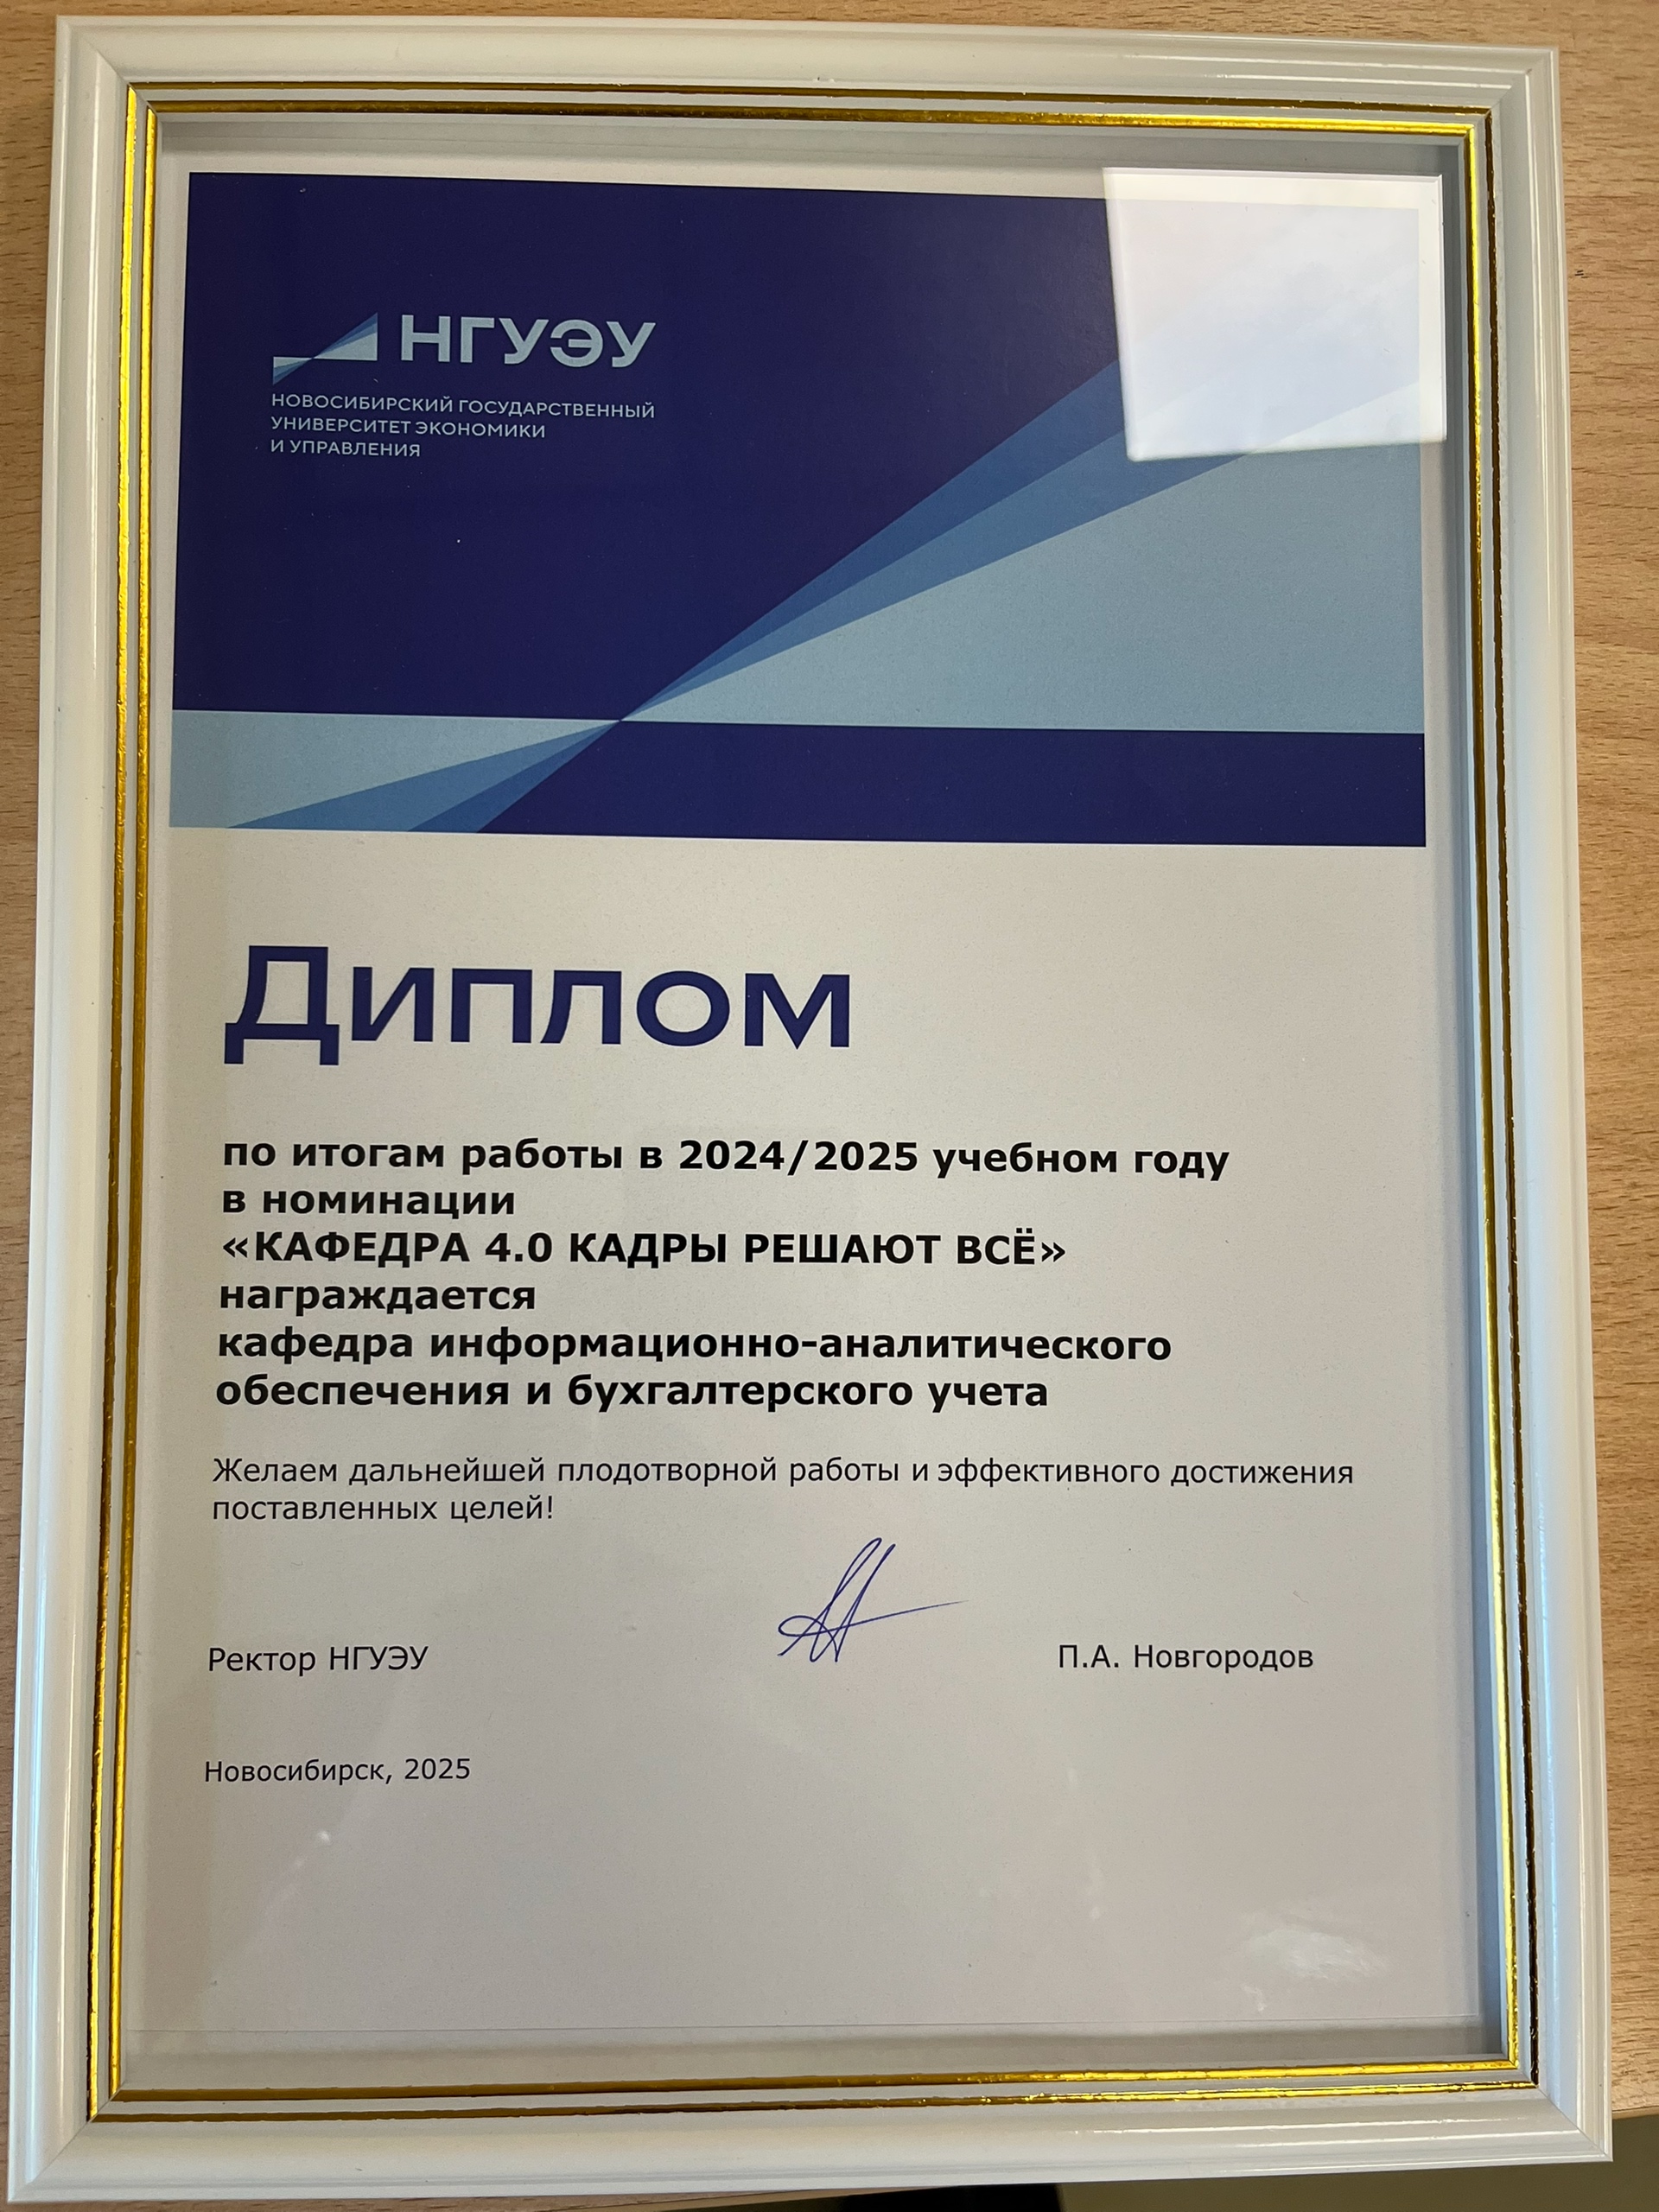 НГУЭУ
НОВОСИБИРСКИЙ ГОСУДАРСТВЕННЫЙ
УНИВЕРСИТЕТ ЭКОНОМИКИ
И УПРАВЛЕНИЯ
Диплом
по итогам работы в 2024/2025 учебном году
в номинации
«КАФЕДРА 4.0 КАДРЫ РЕШАЮТ ВСЁ»
награждается
кафедра информационно-аналитического
обеспечения и бухгалтерского учета
Желаем дальнейшей плодотворной работы и эффективного достижения
поставленных целей!
Ректор НГУЭУ П.А. Новгородов
Новосибирск, 2025